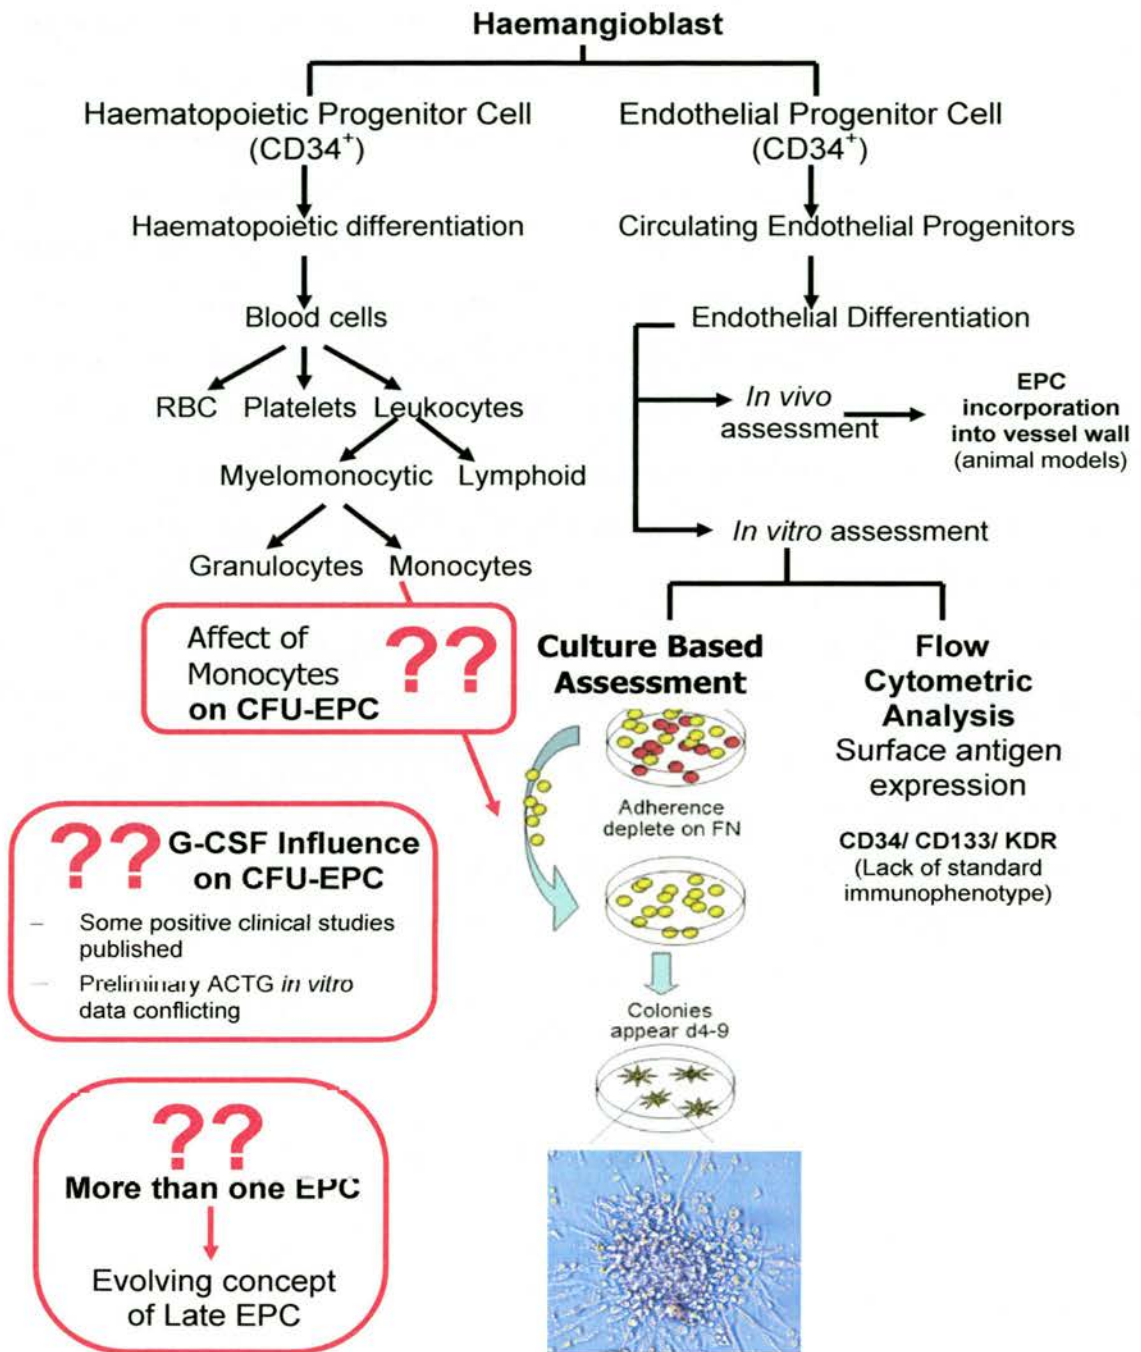 Haemangioblast
Haematopoietic Progenitor Cell
(CD34⁺)
Endothelial Progenitor Cell
(CD34⁺)
Haematopoietic differentiation
Circulating Endothelial Progenitors
Blood cells
Endothelial Differentiation
RBC Platelets Leukocytes
In vivo
assessment
EPC
incorporation
into vessel wall
(animal models)
Myelomonocytic Lymphoid
In vitro assessment
Granulocytes Monocytes
Affect of
Monocytes
on CFU-EPC
??
Culture Based
Assessment
Flow
Cytometric
Analysis
Surface antigen
expression
CD34/ CD133/ KDR
(Lack of standard
immunophenotype)
Adherence
deplete on FN
Colonies
appear d4-9
?? G-CSF Influence
on CFU-EPC
– Some positive clinical studies
published
– Preliminary ACTG in vitro
data conflicting
??
More than one EPC
Evolving concept
of Late EPC